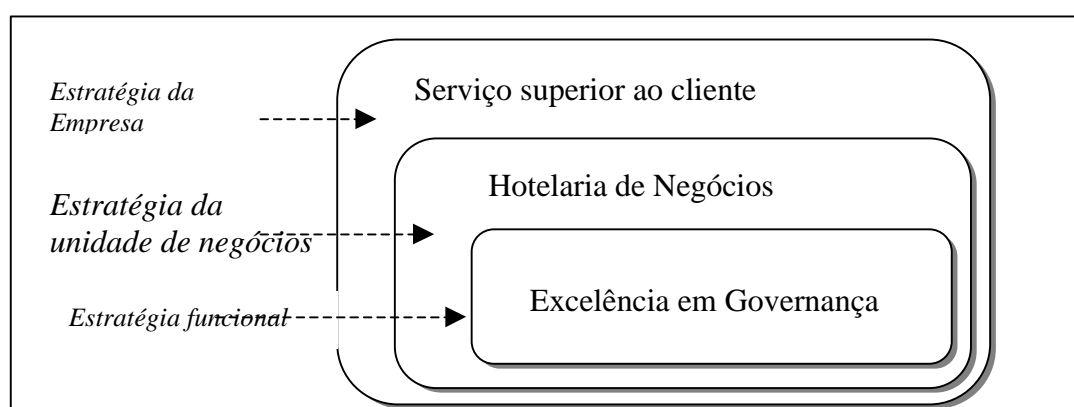 Estratégia da
Empresa
Serviço superior ao cliente
Estratégia da
unidade de negócios
Hotelaria de Negócios
Estratégia funcional
Excelência em Governança